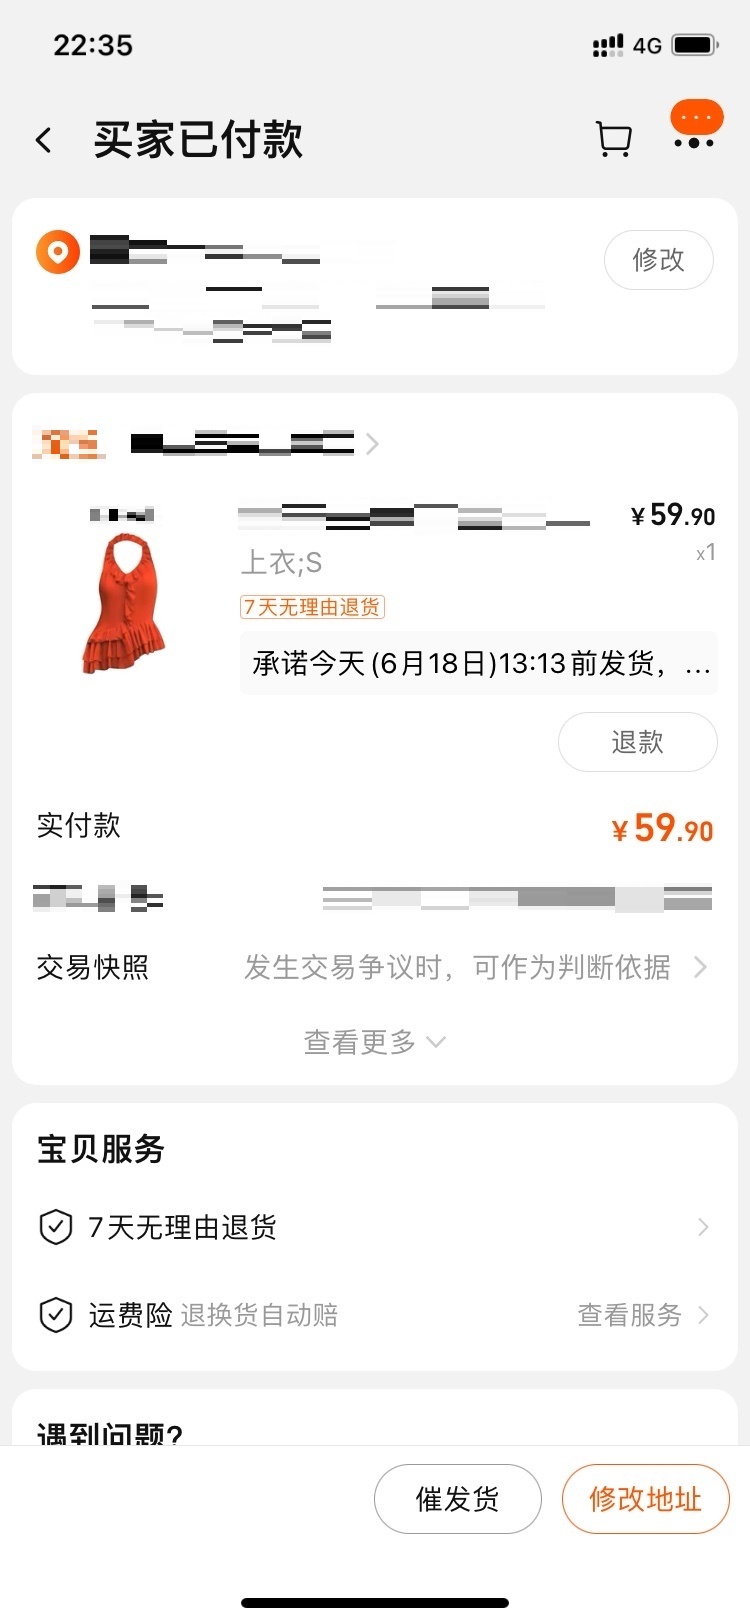 22:35
4G
买家已付款
修改
¥59.90
上衣;S
x1
7天无理由退货
承诺今天(6月18日)13:13前发货，...
退款
实付款
¥59.90
交易快照
发生交易争议时，可作为判断依据
查看更多
宝贝服务
7天无理由退货
运费险 退换货自动赔
查看服务
遇到问题?
催发货
修改地址